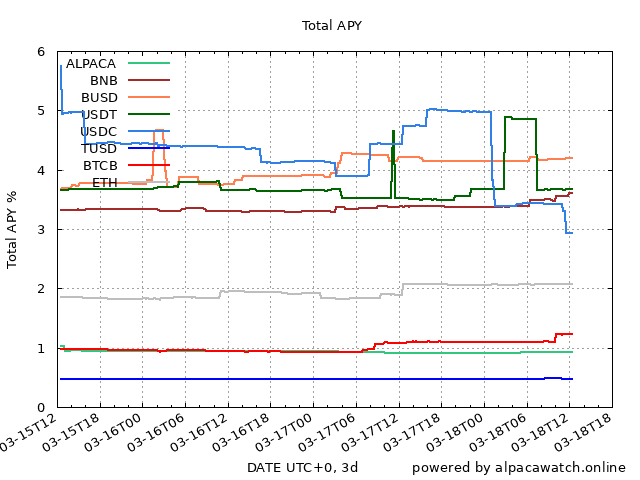 Total APY
6
5
4
3
2
1
0
Total APY %
ALPACA
BNB
BUSD
USDT
USDC
TUSD
BTCB
ETH
03-15T12
03-15T18
03-16T00
03-16T06
03-16T12
03-16T18
03-17T00
03-17T06
03-17T12
03-17T18
03-18T00
03-18T06
03-18T12
03-18T18
DATE UTC+0, 3d
powered by alpacawatch.online